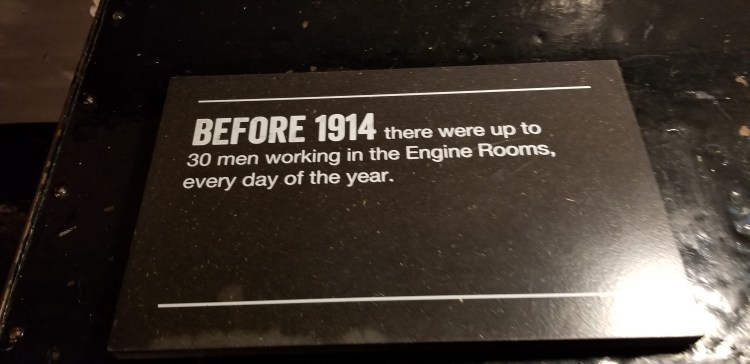 BEFORE 1914 there were up to
30 men working in the Engine Rooms,
every day of the year.